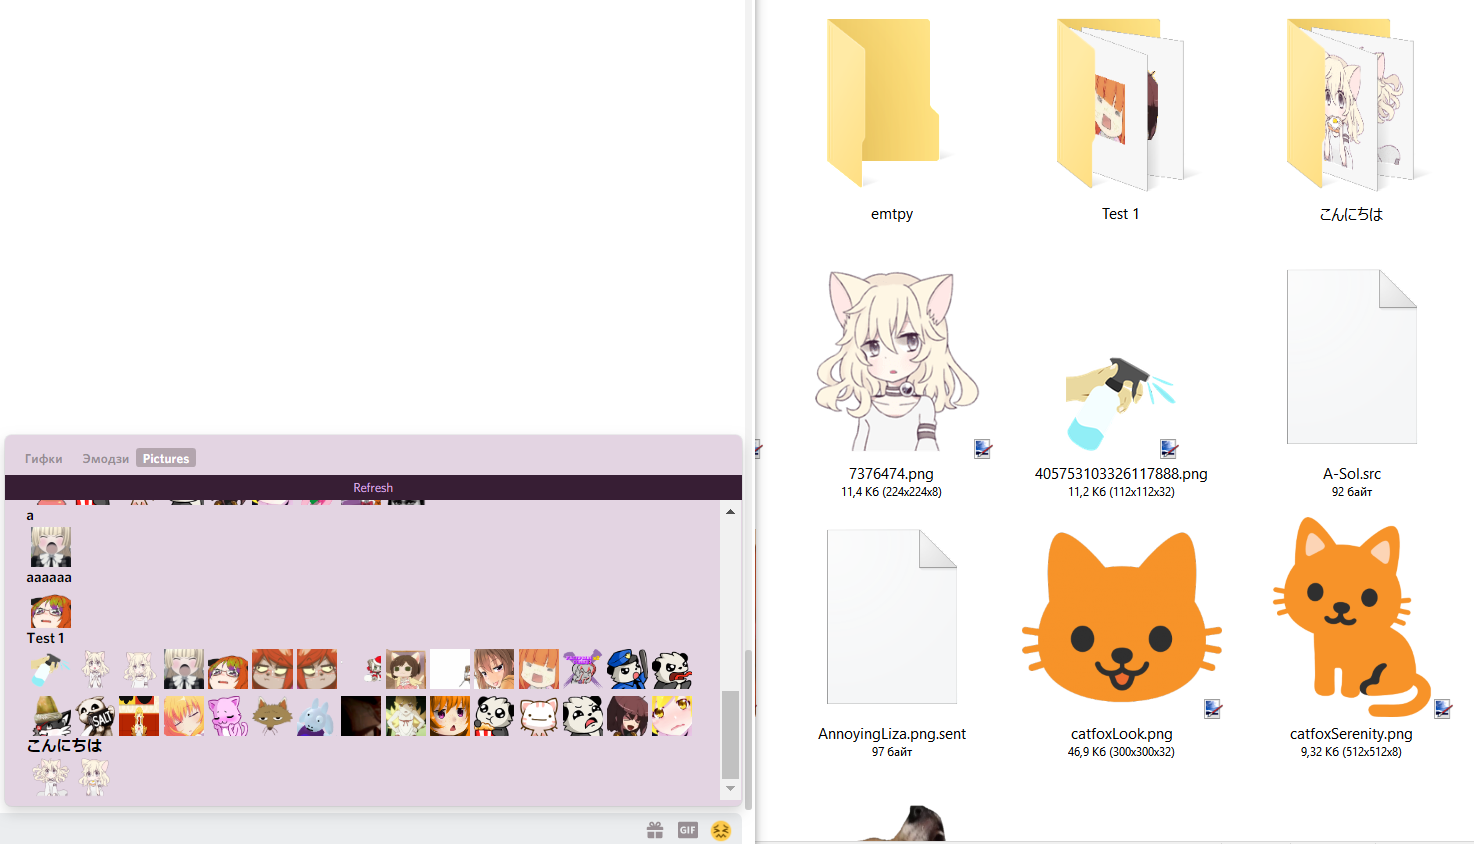 Гифки Эмодзи Pictures
Refresh
a
aaaaaa
Test 1
SALT
こんにちは
GIF
emtpy
Test 1
こんにちは
7376474.png
11,4 Кб (224x224x8)
405753103326117888.png
11,2 Кб (112x112x32)
A-Sol.src
92 байт
AnnoyingLiza.png.sent
97 байт
catfoxLook.png
46,9 Кб (300x300x32)
catfoxSerenity.png
9,32 Кб (512x512x8)